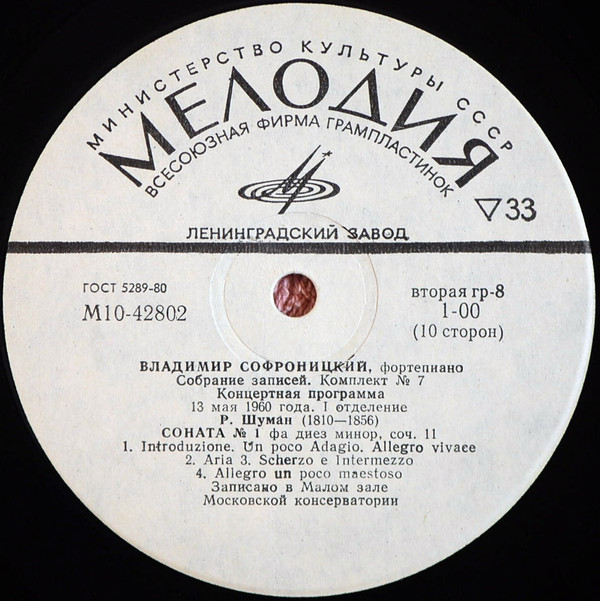 МИНИСТЕРСТВО КУЛЬТУРЫ СССР
МЕЛОДИЯ
ВСЕСОЮЗНАЯ ФИРМА ГРАМПЛАСТИНОК
▽33
ЛЕНИНГРАДСКИЙ ЗАВОД
ГОСТ 5289-80
М10-42802
вторая гр-8
1-00
(10 сторон)
ВЛАДИМИР СОФРОНИЦКИЙ, фортепиано
Собрание записей. Комплект № 7
Концертная программа
13 мая 1960 года. I отделение
Р. Шуман (1810—1856)
СОНАТА № 1 фа диез минор, соч. 11
1. Introduzione. Un poco Adagio. Allegro vivace
2. Aria 3. Scherzo e Intermezzo
4. Allegro un poco maestoso
Записано в Малом зале
Московской консерватории